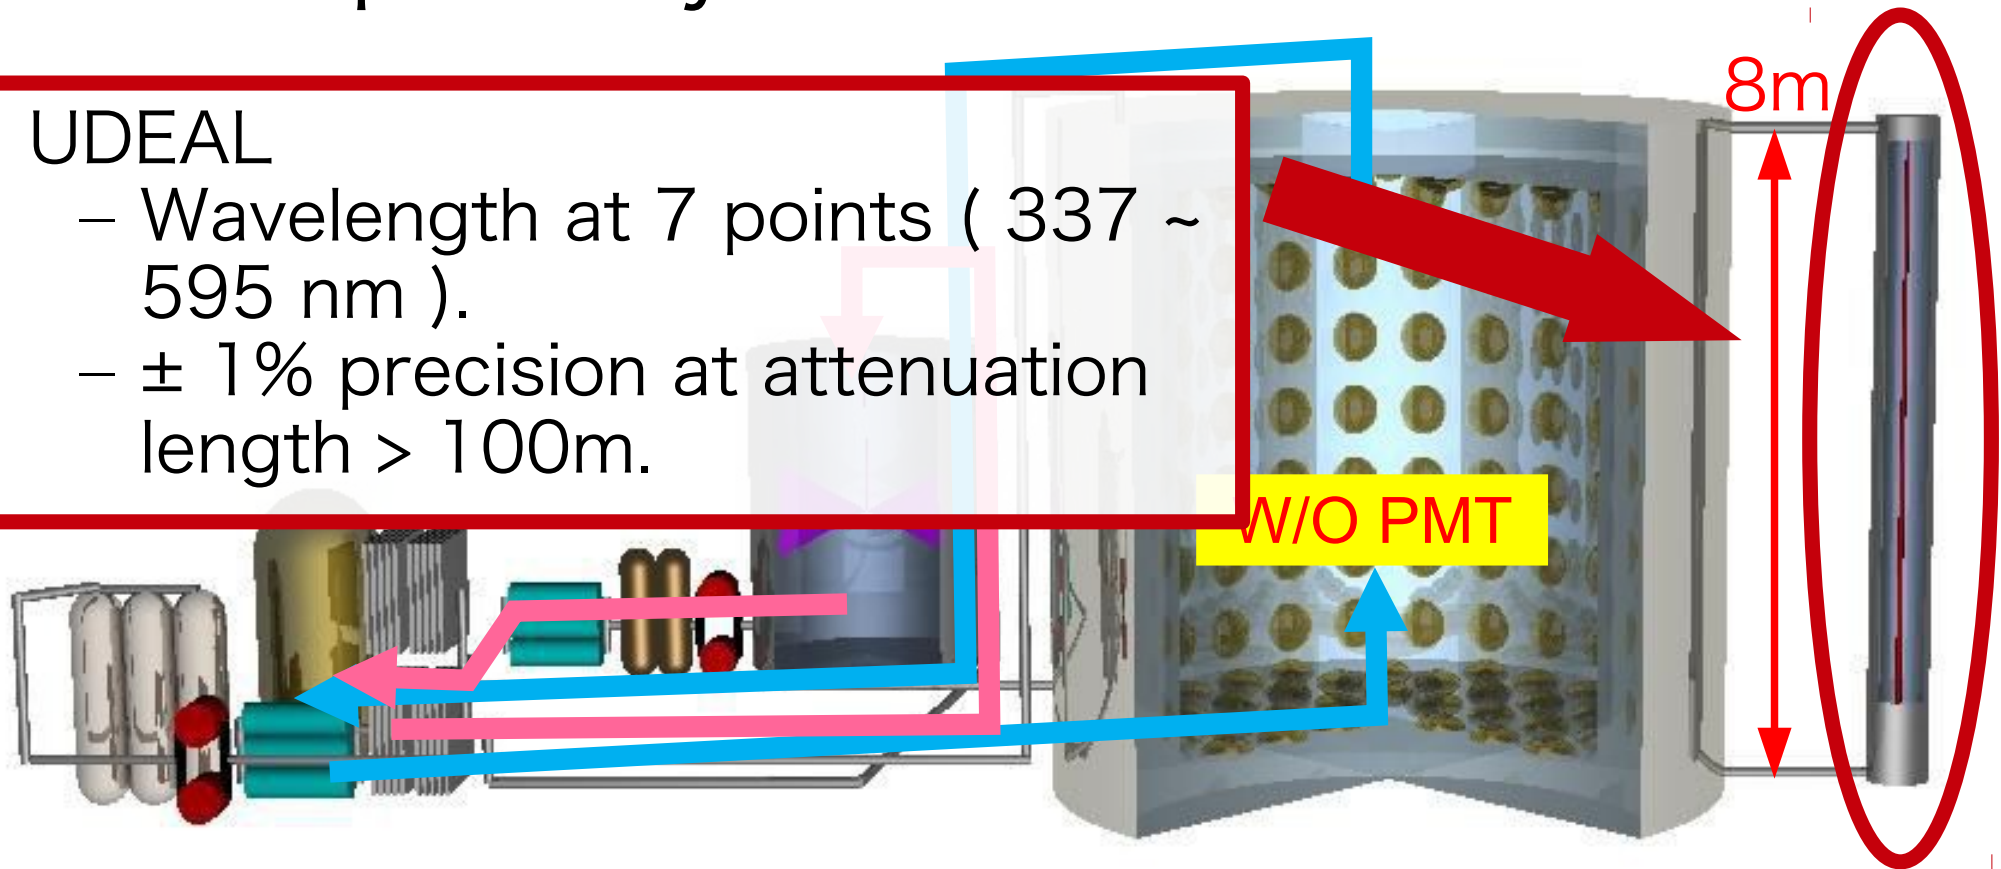 UDEAL
– Wavelength at 7 points ( 337 ~
595 nm ).
– ± 1% precision at attenuation
length > 100m.
8m
W/O PMT